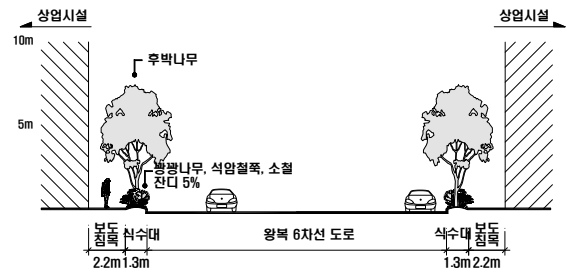 상업시설
상업시설
10m
후박나무
5m
광광나무, 석암철쭉, 소철
잔디 5%
보도 식수대 왕복 6차선 도로 식수대 보도
침목 침목
2.2m 1.3m 1.3m 2.2m